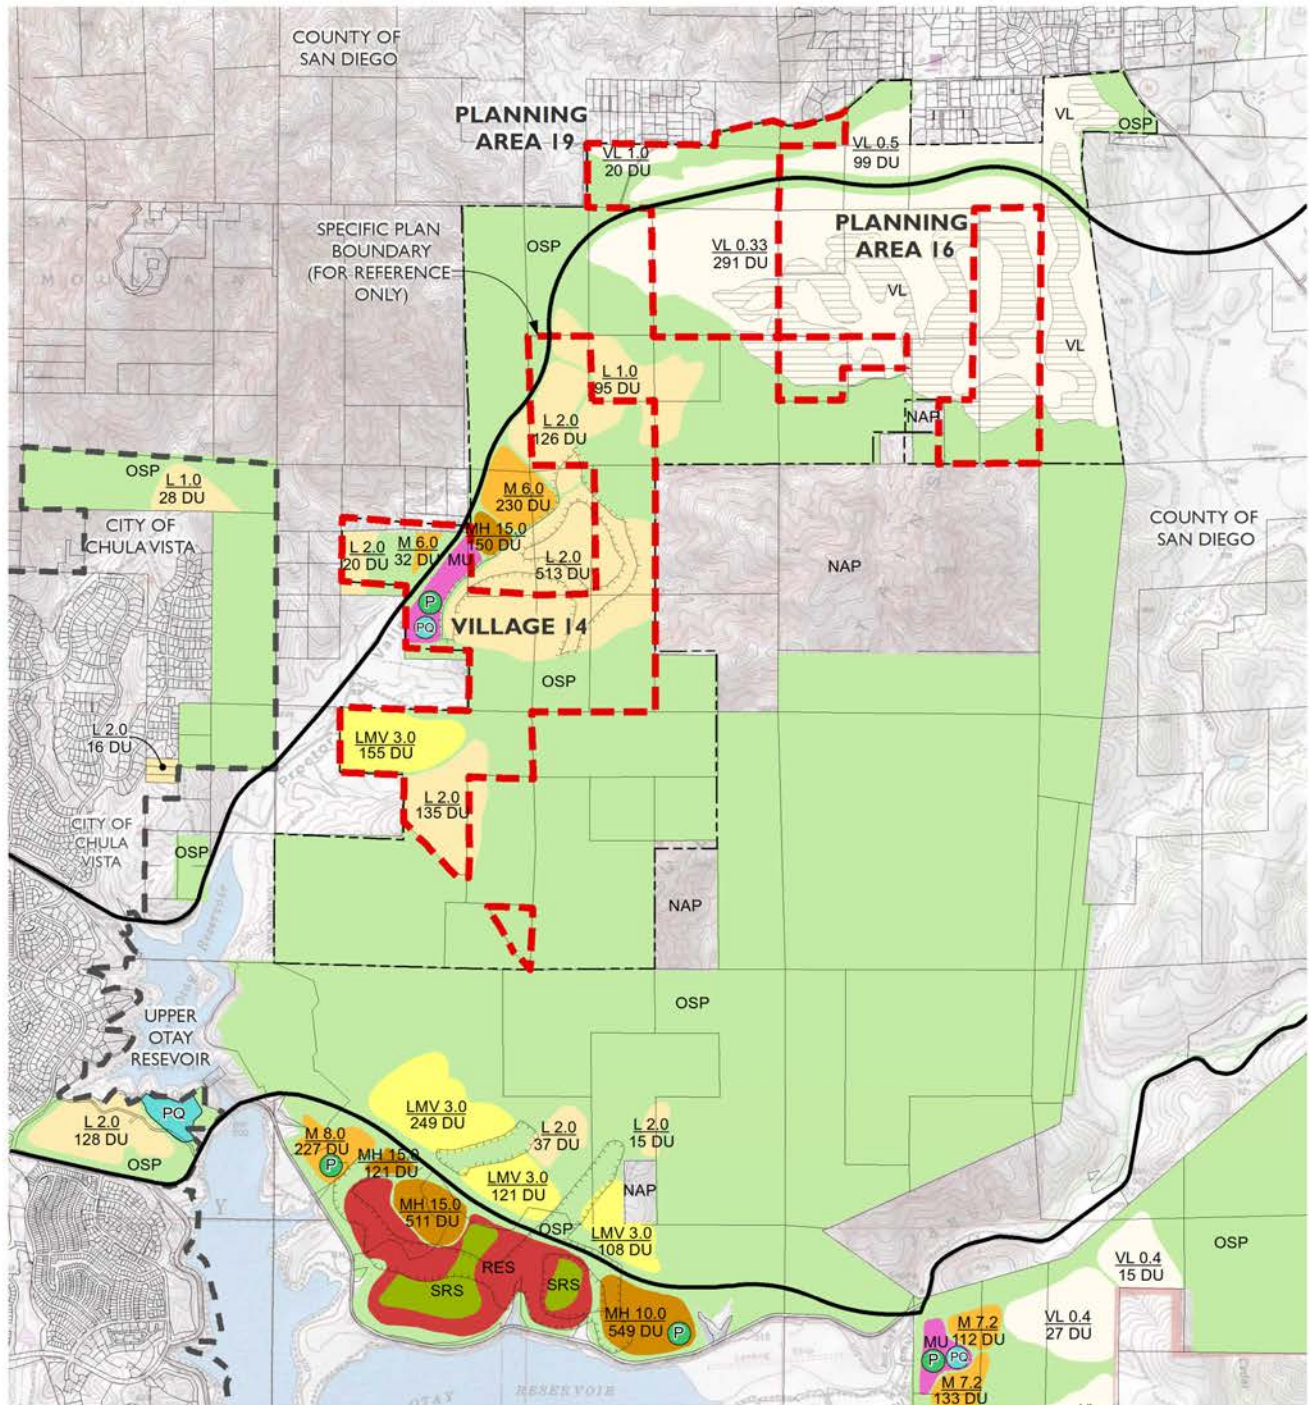 COUNTY OF
SAN DIEGO
PLANNING
AREA 19
VL
OSP
VL 1.0
20 DU
VL 0.5
99 DU
SPECIFIC PLAN
BOUNDARY
(FOR REFERENCE
ONLY)
OSP
VL 0.33
291 DU
PLANNING
AREA 16
VL
VL
L 1.0
95 DU
L 2.0
126 DU
NAP
OSP
L 1.0
28 DU
M 6.0
230 DU
CITY OF
CHULA VISTA
COUNTY OF
SAN DIEGO
MH 15.0
150 DU
L 2.0
20 DU
M 6.0
32 DU
MU
L 2.0
513 DU
NAP
P
PQ
VILLAGE 14
OSP
L 2.0
16 DU
LMV 3.0
155 DU
Proctor
L 2.0
135 DU
CITY OF
CHULA
VISTA
OSP
Reservoir
NAP
OSP
UPPER
OTAY
RESEVOIR
PQ
L 2.0
128 DU
OSP
LMV 3.0
249 DU
L 2.0
37 DU
L 2.0
15 DU
M 8.0
227 DU
P
MH 15.0
121 DU
LMV 3.0
121 DU
MH 15.0
511 DU
NAP
OSP
LMV 3.0
108 DU
OSP
RES
SRS
SRS
VL 0.4
15 DU
MH 10.0
549 DU
P
VL 0.4
27 DU
M 7.2
112 DU
MU
P
PQ
M 7.2
133 DU
OTAY
RESERVOIR